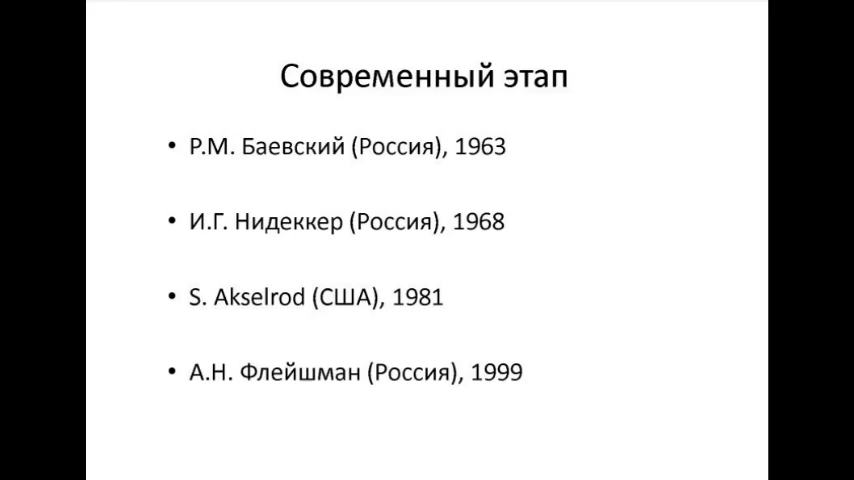 Современный этап
• Р.М. Баевский (Россия), 1963
• И.Г. Нидеккер (Россия), 1968
• S. Akselrod (США), 1981
• А.Н. Флейшман (Россия), 1999